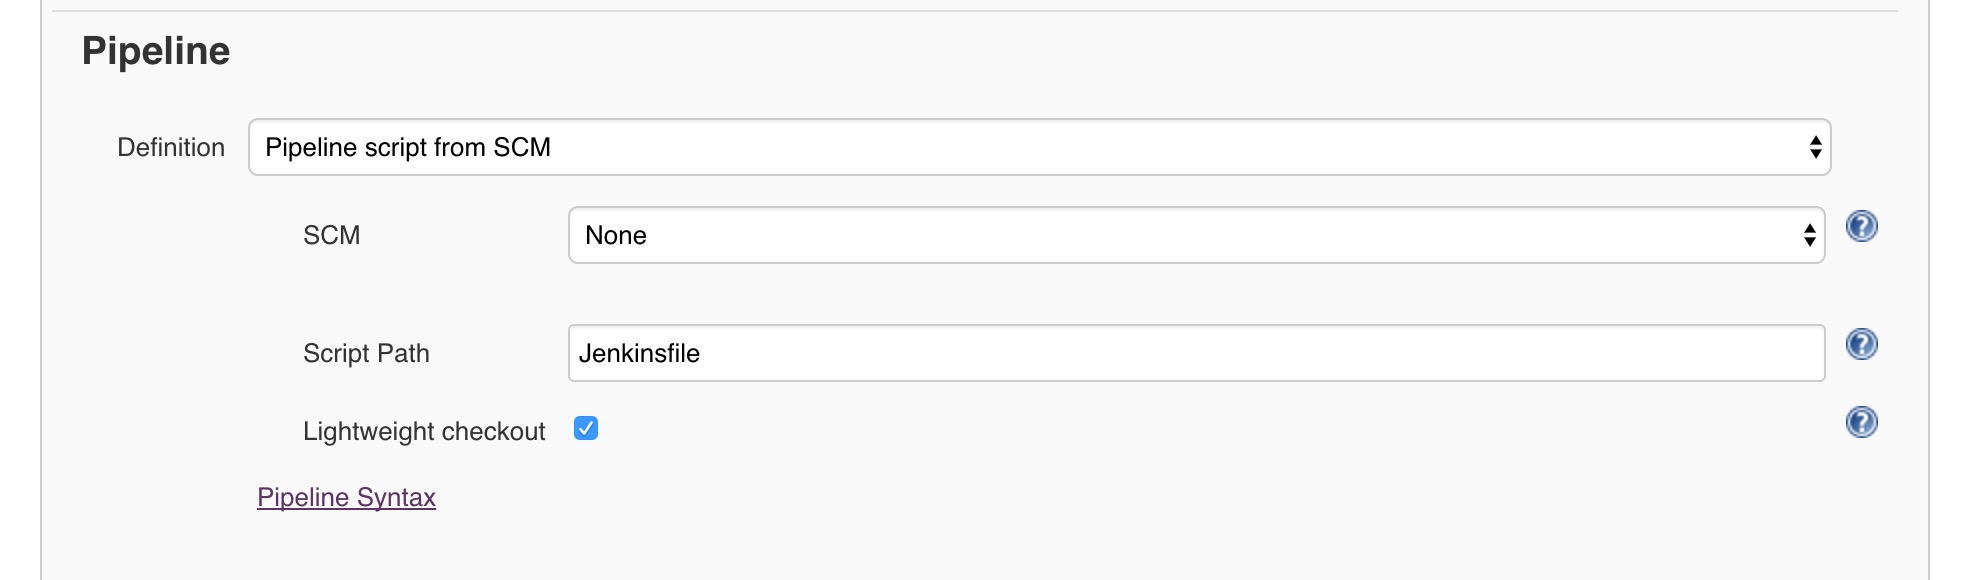 Pipeline
Definition Pipeline script from SCM
SCM None ?
Script Path Jenkinsfile ?
Lightweight checkout ?
Pipeline Syntax